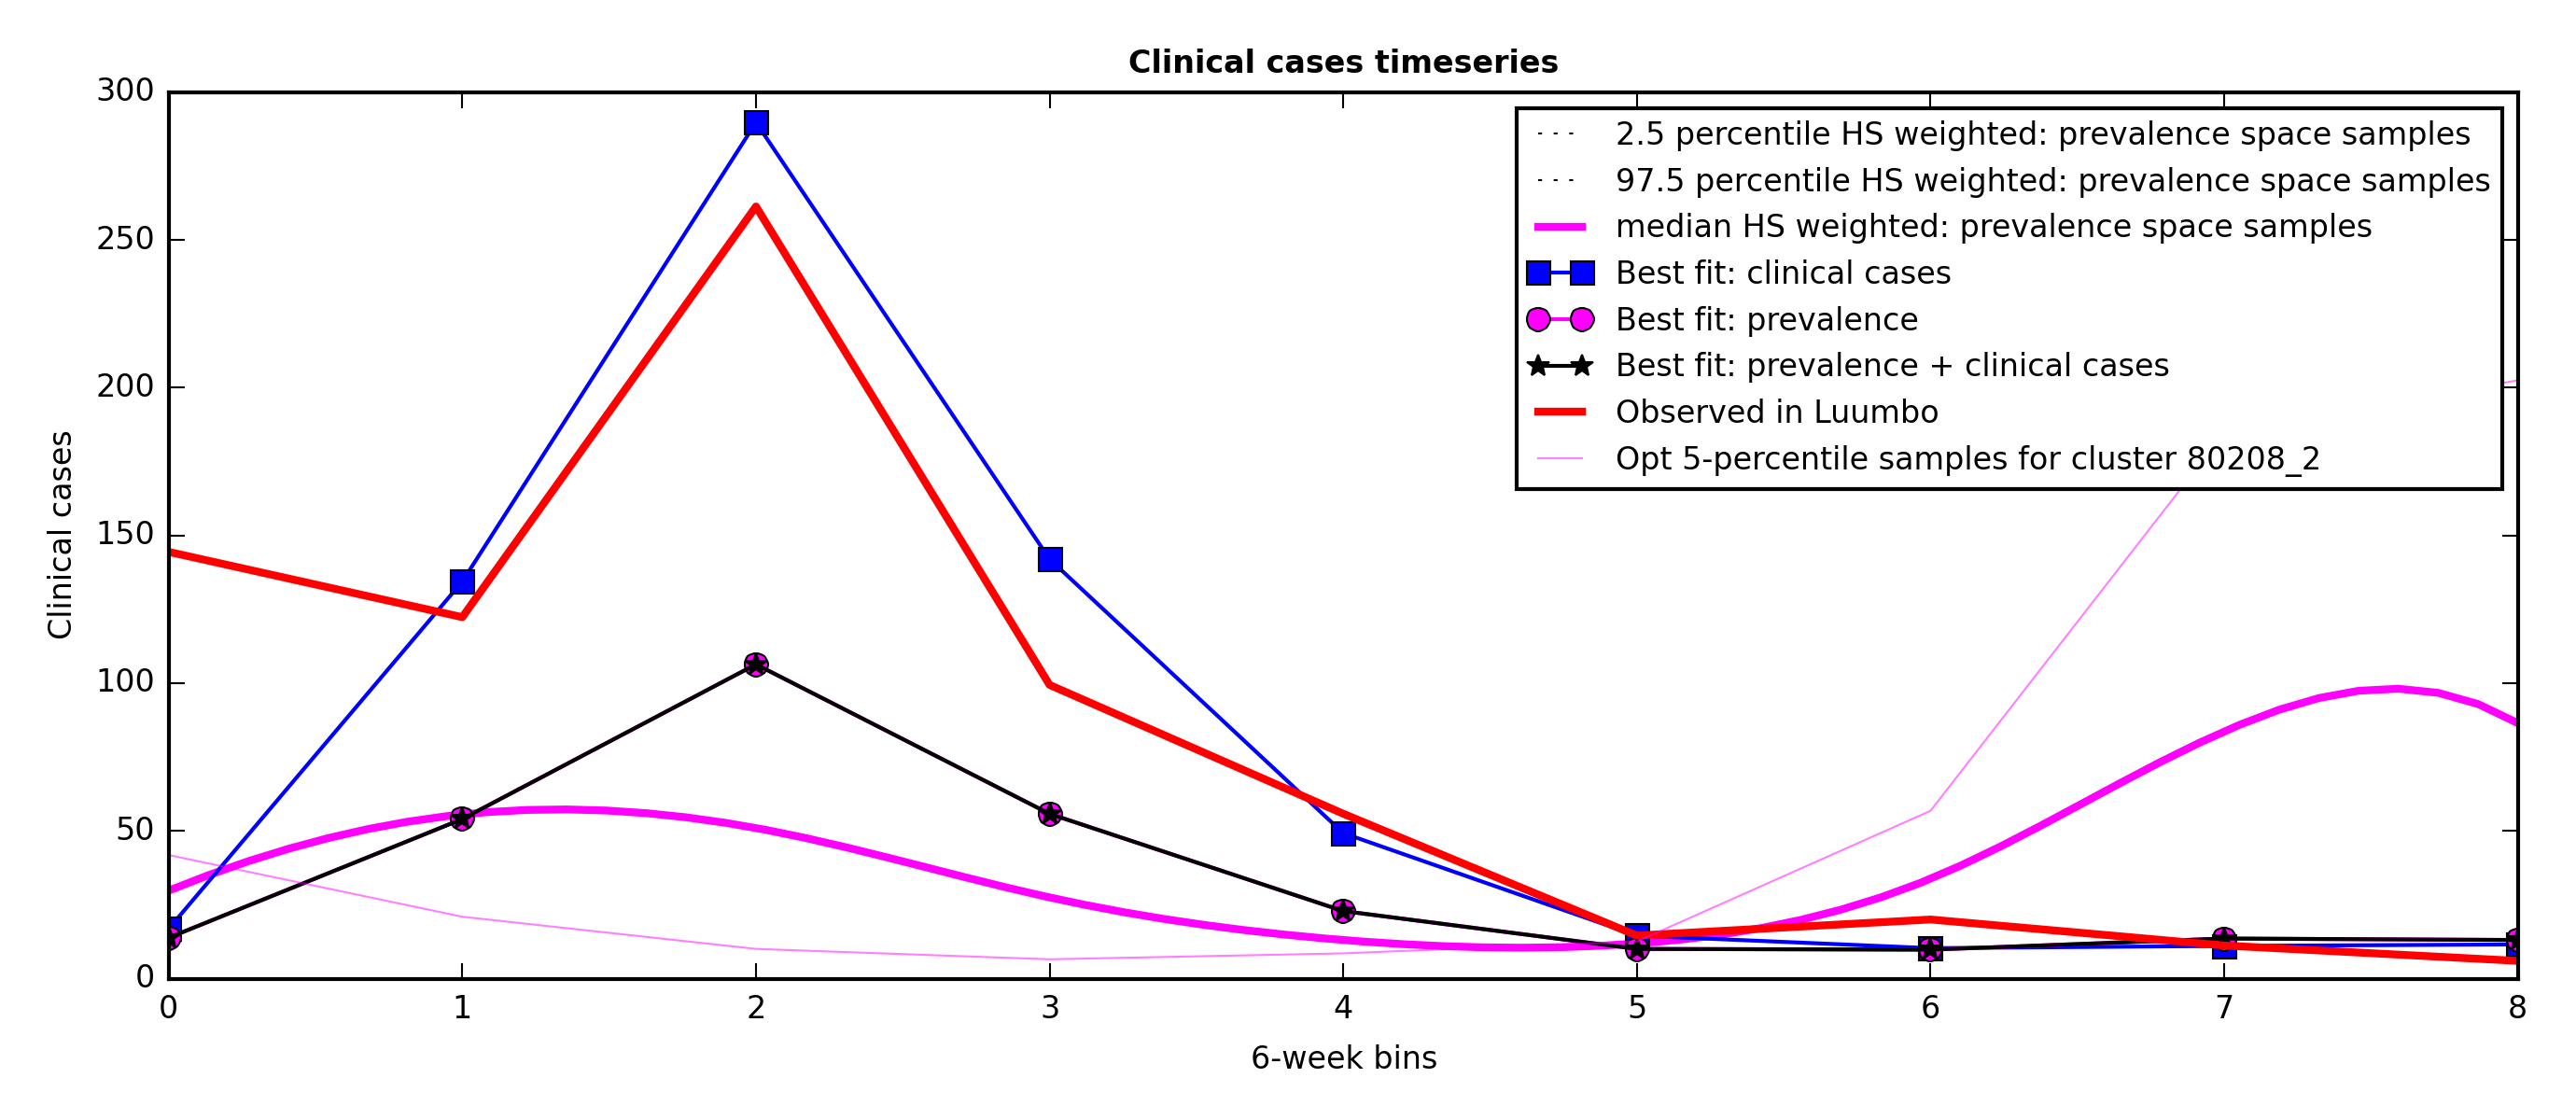 Clinical cases timeseries
300
250
200
150
100
50
0
Clinical cases
2.5 percentile HS weighted: prevalence space samples
97.5 percentile HS weighted: prevalence space samples
median HS weighted: prevalence space samples
Best fit: clinical cases
Best fit: prevalence
Best fit: prevalence + clinical cases
Observed in Luumbo
Opt 5-percentile samples for cluster 80208_2
0 1 2 3 4 5 6 7 8
6-week bins